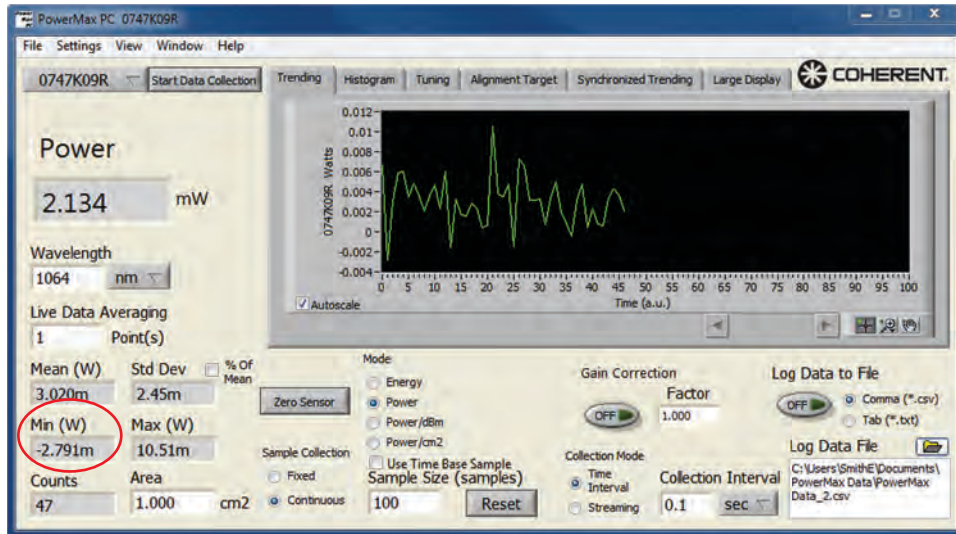 PowerMax PC 0747K09R
File Settings View Window Help
0747K09R Start Data Collection
Trending Histogram Tuning Alignment Target Synchronized Trending Large Display COHERENT.
Power
2.134 mW
Wavelength
1064 nm
Live Data Averaging
1 Point(s)
0747K09R Watts
0.012
0.01
0.008
0.006
0.004
0.002
0
-0.002
-0.004
0 5 10 15 20 25 30 35 40 45 50 55 60 65 70 75 80 85 90 95 100
Time (a.u.)
Autoscale
Mean (W) Std Dev % Of Mean
3.020m 2.45m
Min (W) Max (W)
-2.791m 10.51m
Counts Area
47 1.000 cm2
Zero Sensor
Sample Collection
Fixed
Continuous
Mode
Energy
Power
Power/dBm
Power/cm2
Use Time Base Sample
Sample Size (samples)
100 Reset
Gain Correction
OFF
Factor
1.000
Collection Mode
Time Interval
Streaming
Collection Interval
0.1 sec
Log Data to File
OFF
Comma (*.csv)
Tab (*.txt)
Log Data File
C:\Users\SmithE\Documents\
PowerMax Data\PowerMax
Data_2.csv